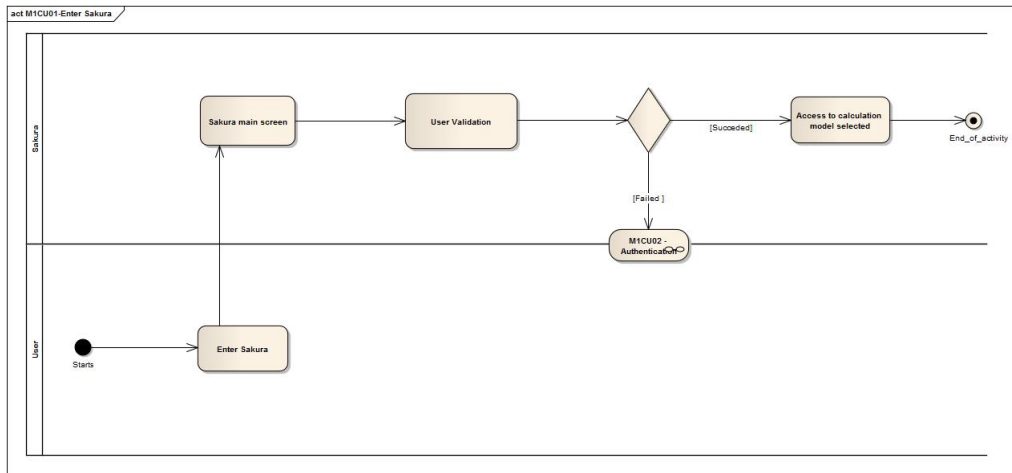 act M1CU01-Enter Sakura
Sakura
Sakura main screen
User Validation
[Succeded]
Access to calculation
model selected
End_of_activity
[Failed ]
M1CU02 -
Authentication
User
Starts
Enter Sakura